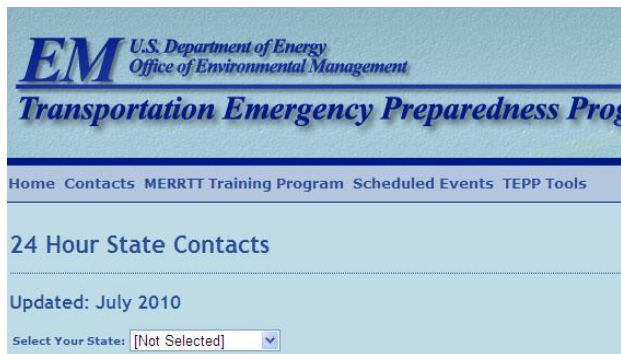 EM U.S. Department of Energy
Office of Environmental Management
Transportation Emergency Preparedness Prog
Home Contacts MERRTT Training Program Scheduled Events TEPP Tools
24 Hour State Contacts
Updated: July 2010
Select Your State: [Not Selected]